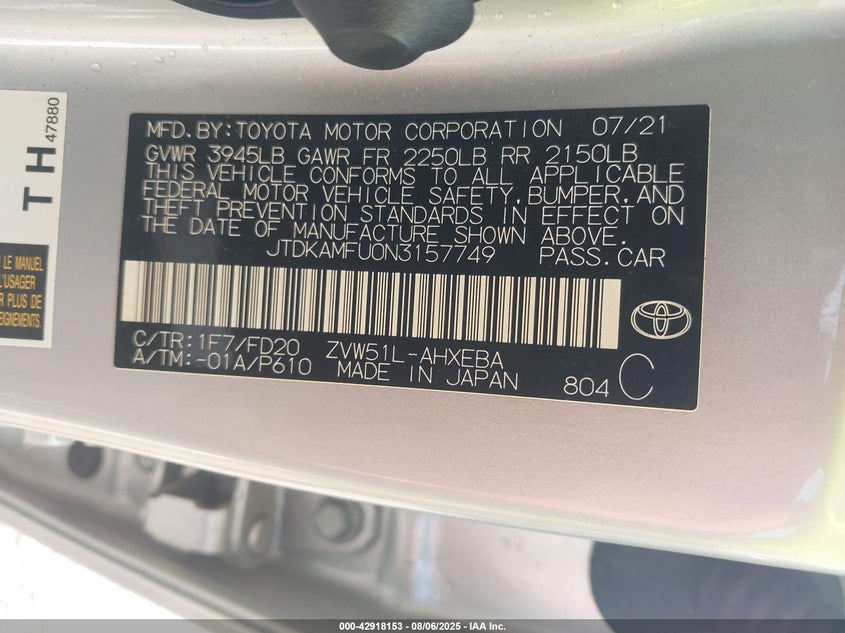 MFD.BY:TOYOTA MOTOR CORPORATION 07/21
GVWR 3945LB GAWR FR 2250LB RR 2150LB
THIS VEHICLE CONFORMS TO ALL APPLICABLE
FEDERAL MOTOR VEHICLE SAFETY,BUMPER,AND
THEFT PREVENTION STANDARDS IN EFFECT ON
THE DATE OF MANUFACTURE SHOWN ABOVE.
JTDKAMFU0N3157749 PASS.CAR
C/TR:1F7/FD20 ZVW51L-AHXEBA
A/TM:-01A/P610 MADE IN JAPAN 804 C
TH
47880
LE MANUEL
L'USAGER
PLUS DE
000-42918153 - 08/06/2025 - IAA Inc.